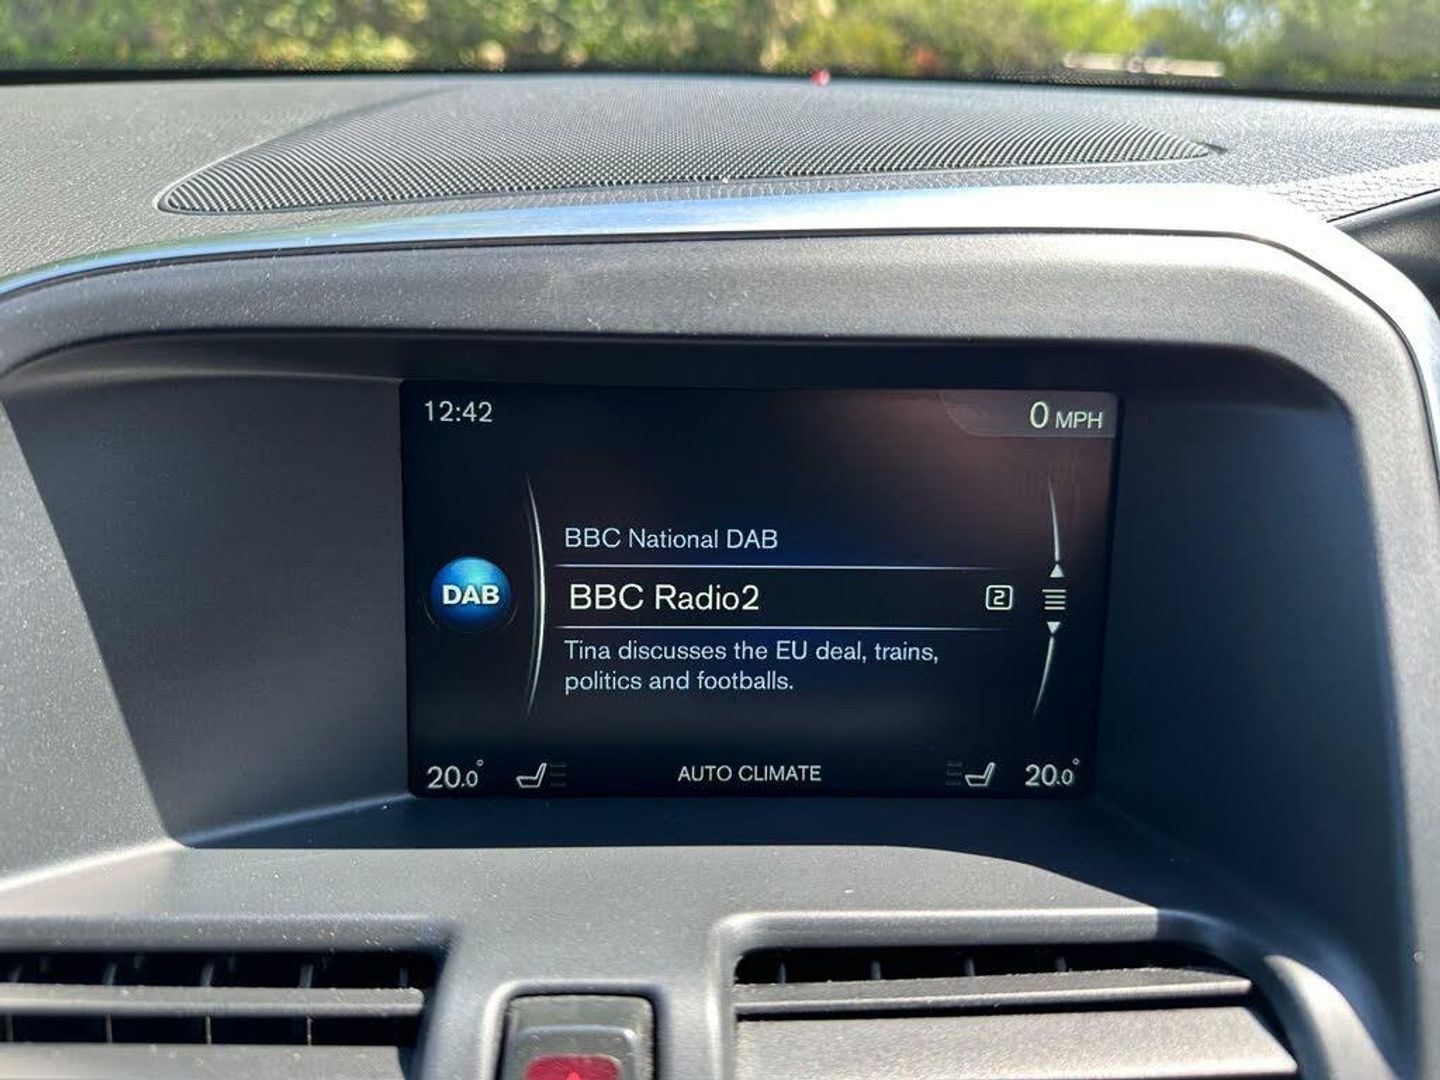 12:42
0 MPH
BBC National DAB
DAB
BBC Radio2
2
Tina discusses the EU deal, trains,
politics and footballs.
20.0°
AUTO CLIMATE
20.0°